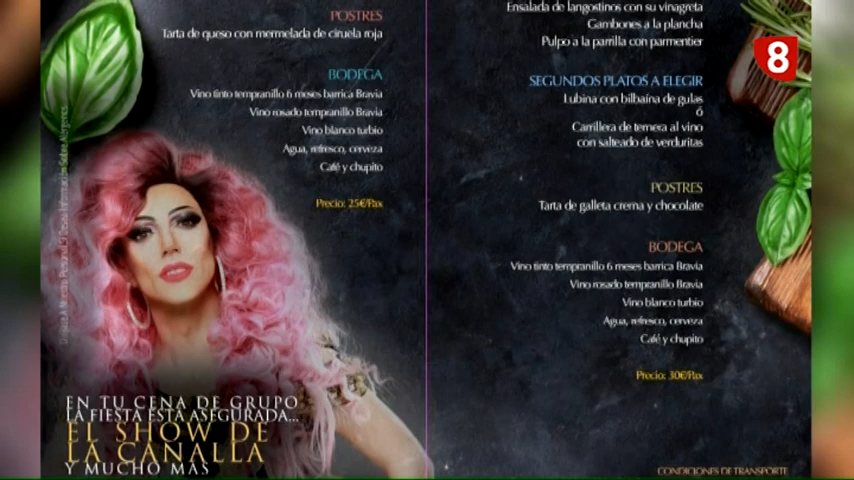 POSTRES
Tarta de queso con mermelada de ciruela roja
BODEGA
Vino tinto tempranillo 6 meses barrica Bravia
Vino rosado tempranillo Bravia
Vino blanco turbio
Agua, refresco, cerveza
Café y chupito
Precio: 25€/Pax
EN TU CENA DE GRUPO
LA FIESTA ESTÁ ASEGURADA...
EL SHOW DE
LA CANALLA
Y MUCHO MÁS
Ensalada de langostinos con su vinagreta
Gambones a la plancha
Pulpo a la parrilla con parmentier
SEGUNDOS PLATOS A ELEGIR
Lubina con bilbaína de gulas
ó
Carrillera de ternera al vino
con salteado de verduritas
POSTRES
Tarta de galleta crema y chocolate
BODEGA
Vino tinto tempranillo 6 meses barrica Bravia
Vino rosado tempranillo Bravia
Vino blanco turbio
Agua, refresco, cerveza
Café y chupito
Precio: 30€/Pax
CONDICIONES DE TRANSPORTE
8